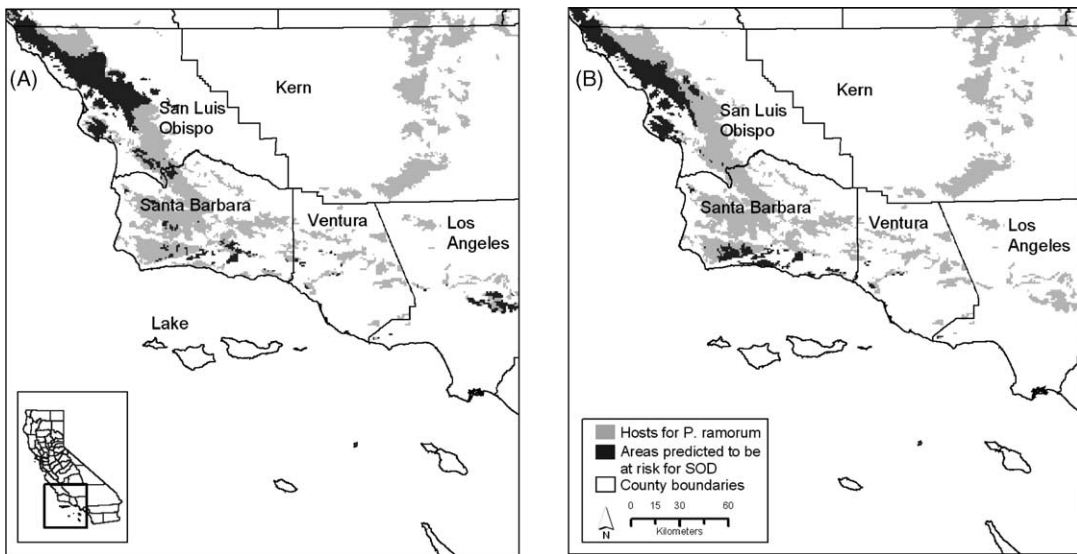 (A)
Kern
San Luis
Obispo
Santa Barbara
Ventura
Los
Angeles
Lake
(B)
Kern
San Luis
Obispo
Santa Barbara
Ventura
Los
Angeles
Hosts for P. ramorum
Areas predicted to be
at risk for SOD
County boundaries
0 15 30 60
Kilometers
N